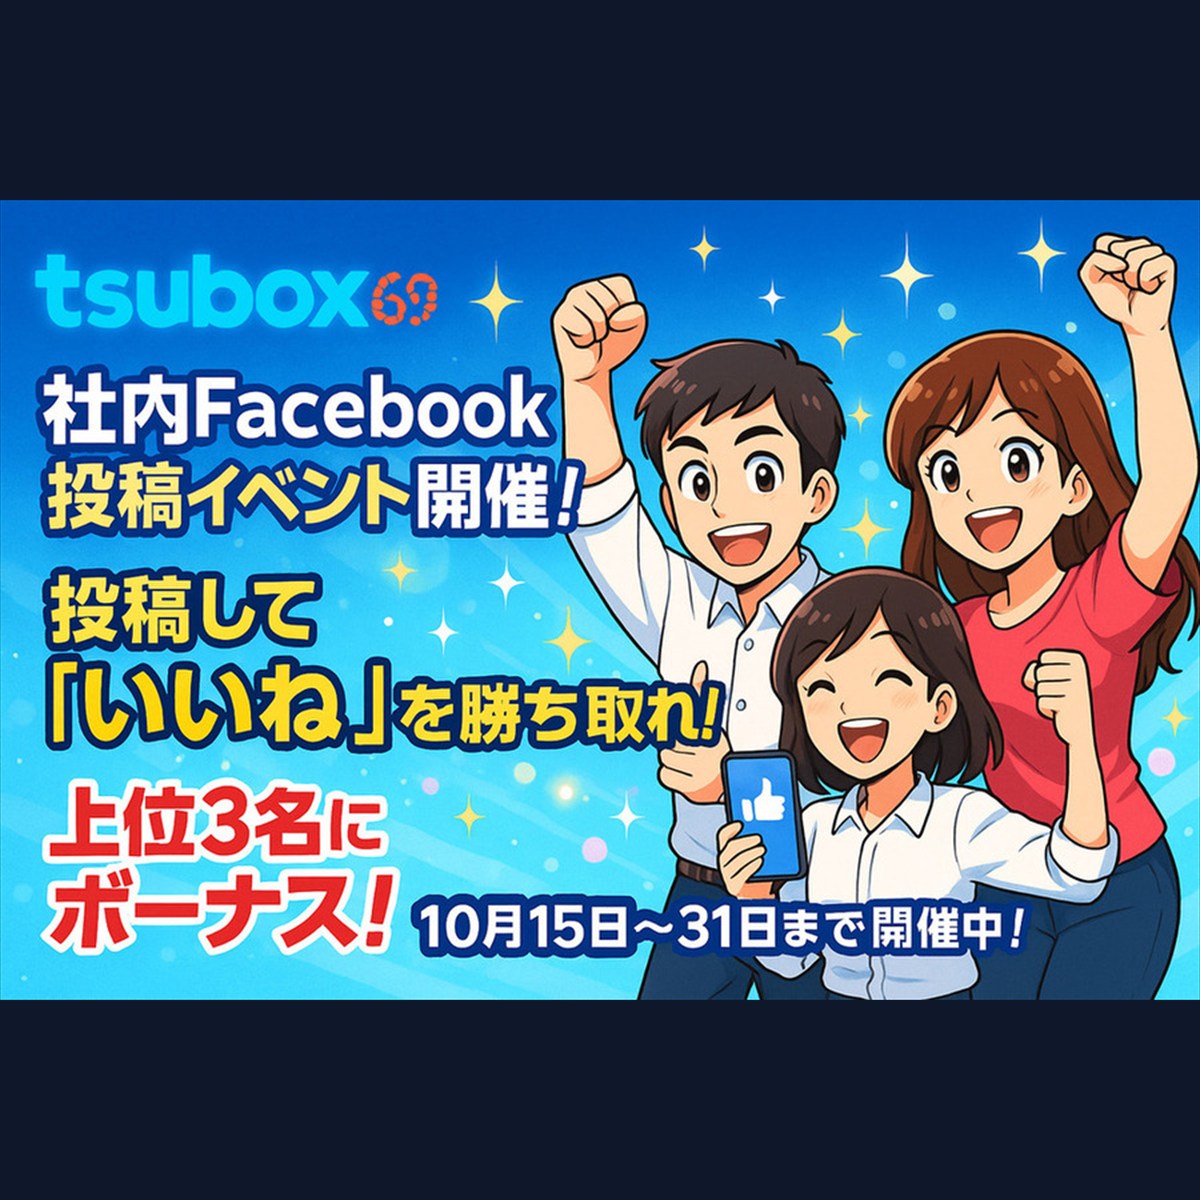 tsubox69
社内Facebook
投稿イベント開催!
投稿して
「いいね」を勝ち取れ!
上位3名に
ボーナス!
10月15日～31日まで開催中!